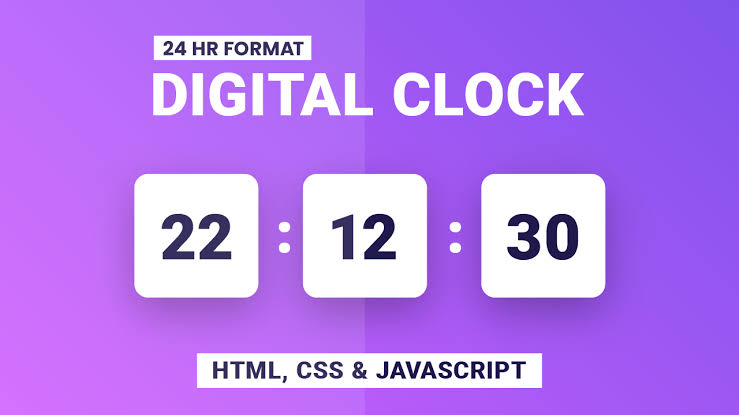 24 HR FORMAT
DIGITAL CLOCK
22 : 12 : 30
HTML, CSS & JAVASCRIPT